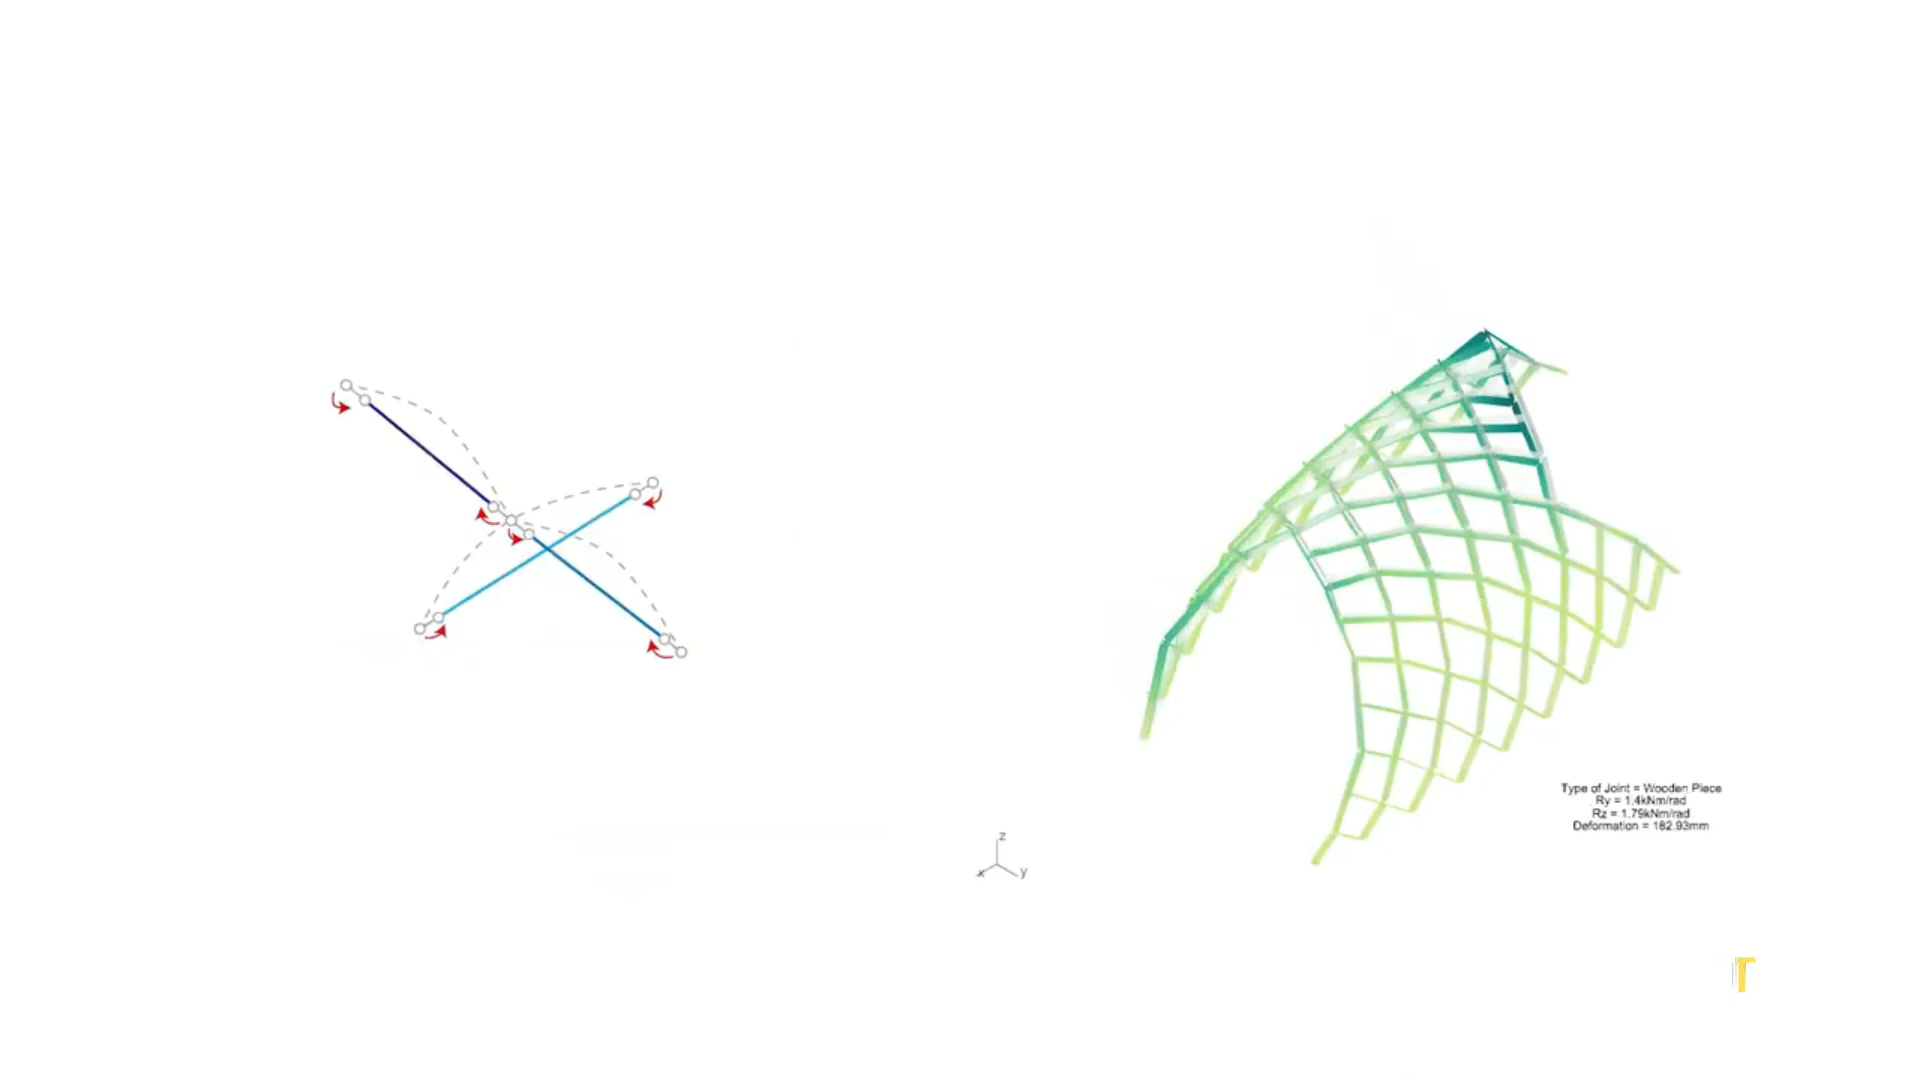 z
x
y
Type of Joint = Wooden Piece
Ry = 1.4kNm/rad
Rz = 1.79kNm/rad
Deformation = 182.93mm
T